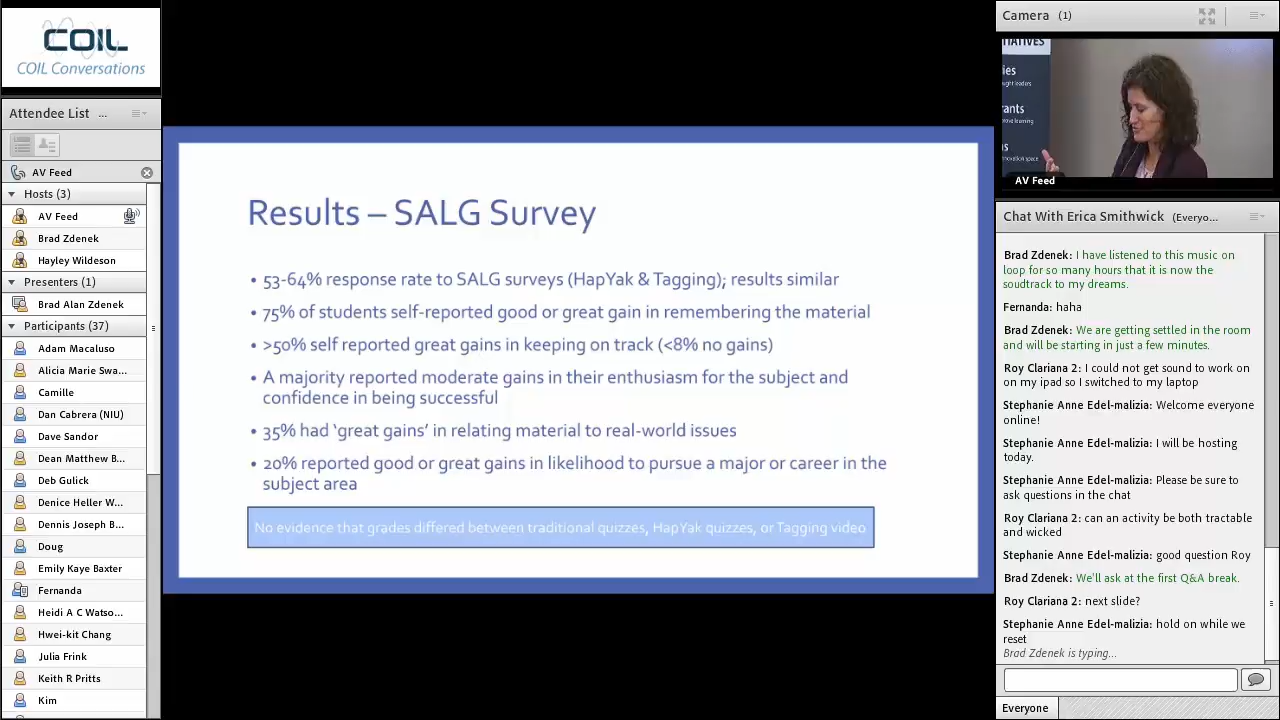 COIL
COIL Conversations
Attendee List ...
AV Feed
Hosts (3)
AV Feed
Brad Zdenek
Hayley Wildeson
Presenters (1)
Brad Alan Zdenek
Participants (37)
Adam Macaluso
Alicia Marie Swa...
Camille
Dan Cabrera (NIU)
Dave Sandor
Dean Matthew B...
Deb Gulick
Denice Heller W...
Dennis Joseph B...
Doug
Emily Kaye Baxter
Fernanda
Heidi A C Watso...
Hwei-kit Chang
Julia Frink
Keith R Pritts
Kim
Results – SALG Survey
• 53-64% response rate to SALG surveys (HapYak & Tagging); results similar
• 75% of students self-reported good or great gain in remembering the material
• >50% self reported great gains in keeping on track (<8% no gains)
• A majority reported moderate gains in their enthusiasm for the subject and
confidence in being successful
• 35% had ‘great gains’ in relating material to real-world issues
• 20% reported good or great gains in likelihood to pursue a major or career in the
subject area
No evidence that grades differed between traditional quizzes, HapYak quizzes, or Tagging video
Camera (1)
AV Feed
Chat With Erica Smithwick (Everyo...
Brad Zdenek: I have listened to this music on
loop for so many hours that it is now the
soudtrack to my dreams.
Fernanda: haha
Brad Zdenek: We are getting settled in the room
and will be starting in just a few minutes.
Roy Clariana 2: I could not get sound to work on
on my ipad so I switched to my laptop
Stephanie Anne Edel-malizia: Welcome everyone
online!
Stephanie Anne Edel-malizia: I will be hosting
today.
Stephanie Anne Edel-malizia: Please be sure to
ask questions in the chat
Roy Clariana 2: can an activity be both tractable
and wicked
Stephanie Anne Edel-malizia: good question Roy
Brad Zdenek: We'll ask at the first Q&A break.
Roy Clariana 2: next slide?
Stephanie Anne Edel-malizia: hold on while we
reset
Brad Zdenek is typing...
Everyone